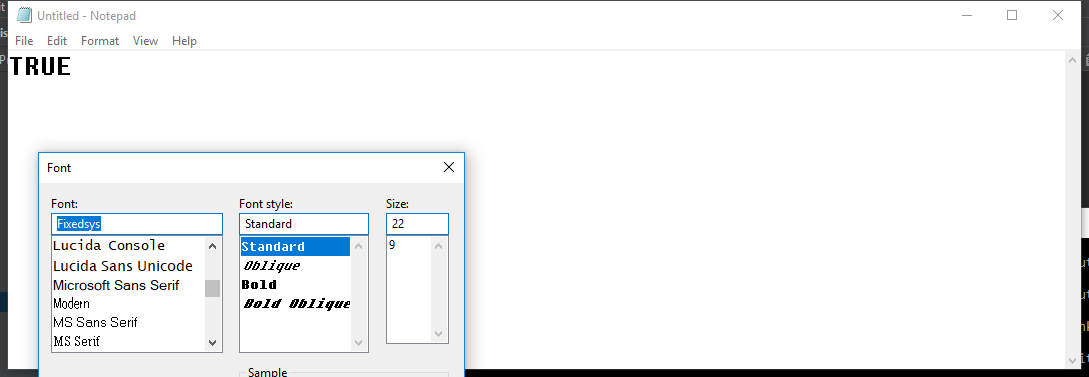 Untitled - Notepad
File Edit Format View Help
TRUE
Font
Font: Font style: Size:
Fixedsys Standard 22
Lucida Console Standard 9
Lucida Sans Unicode Oblique
Microsoft Sans Serif Bold
Modern Bold Oblique
MS Sans Serif
MS Serif
Sample